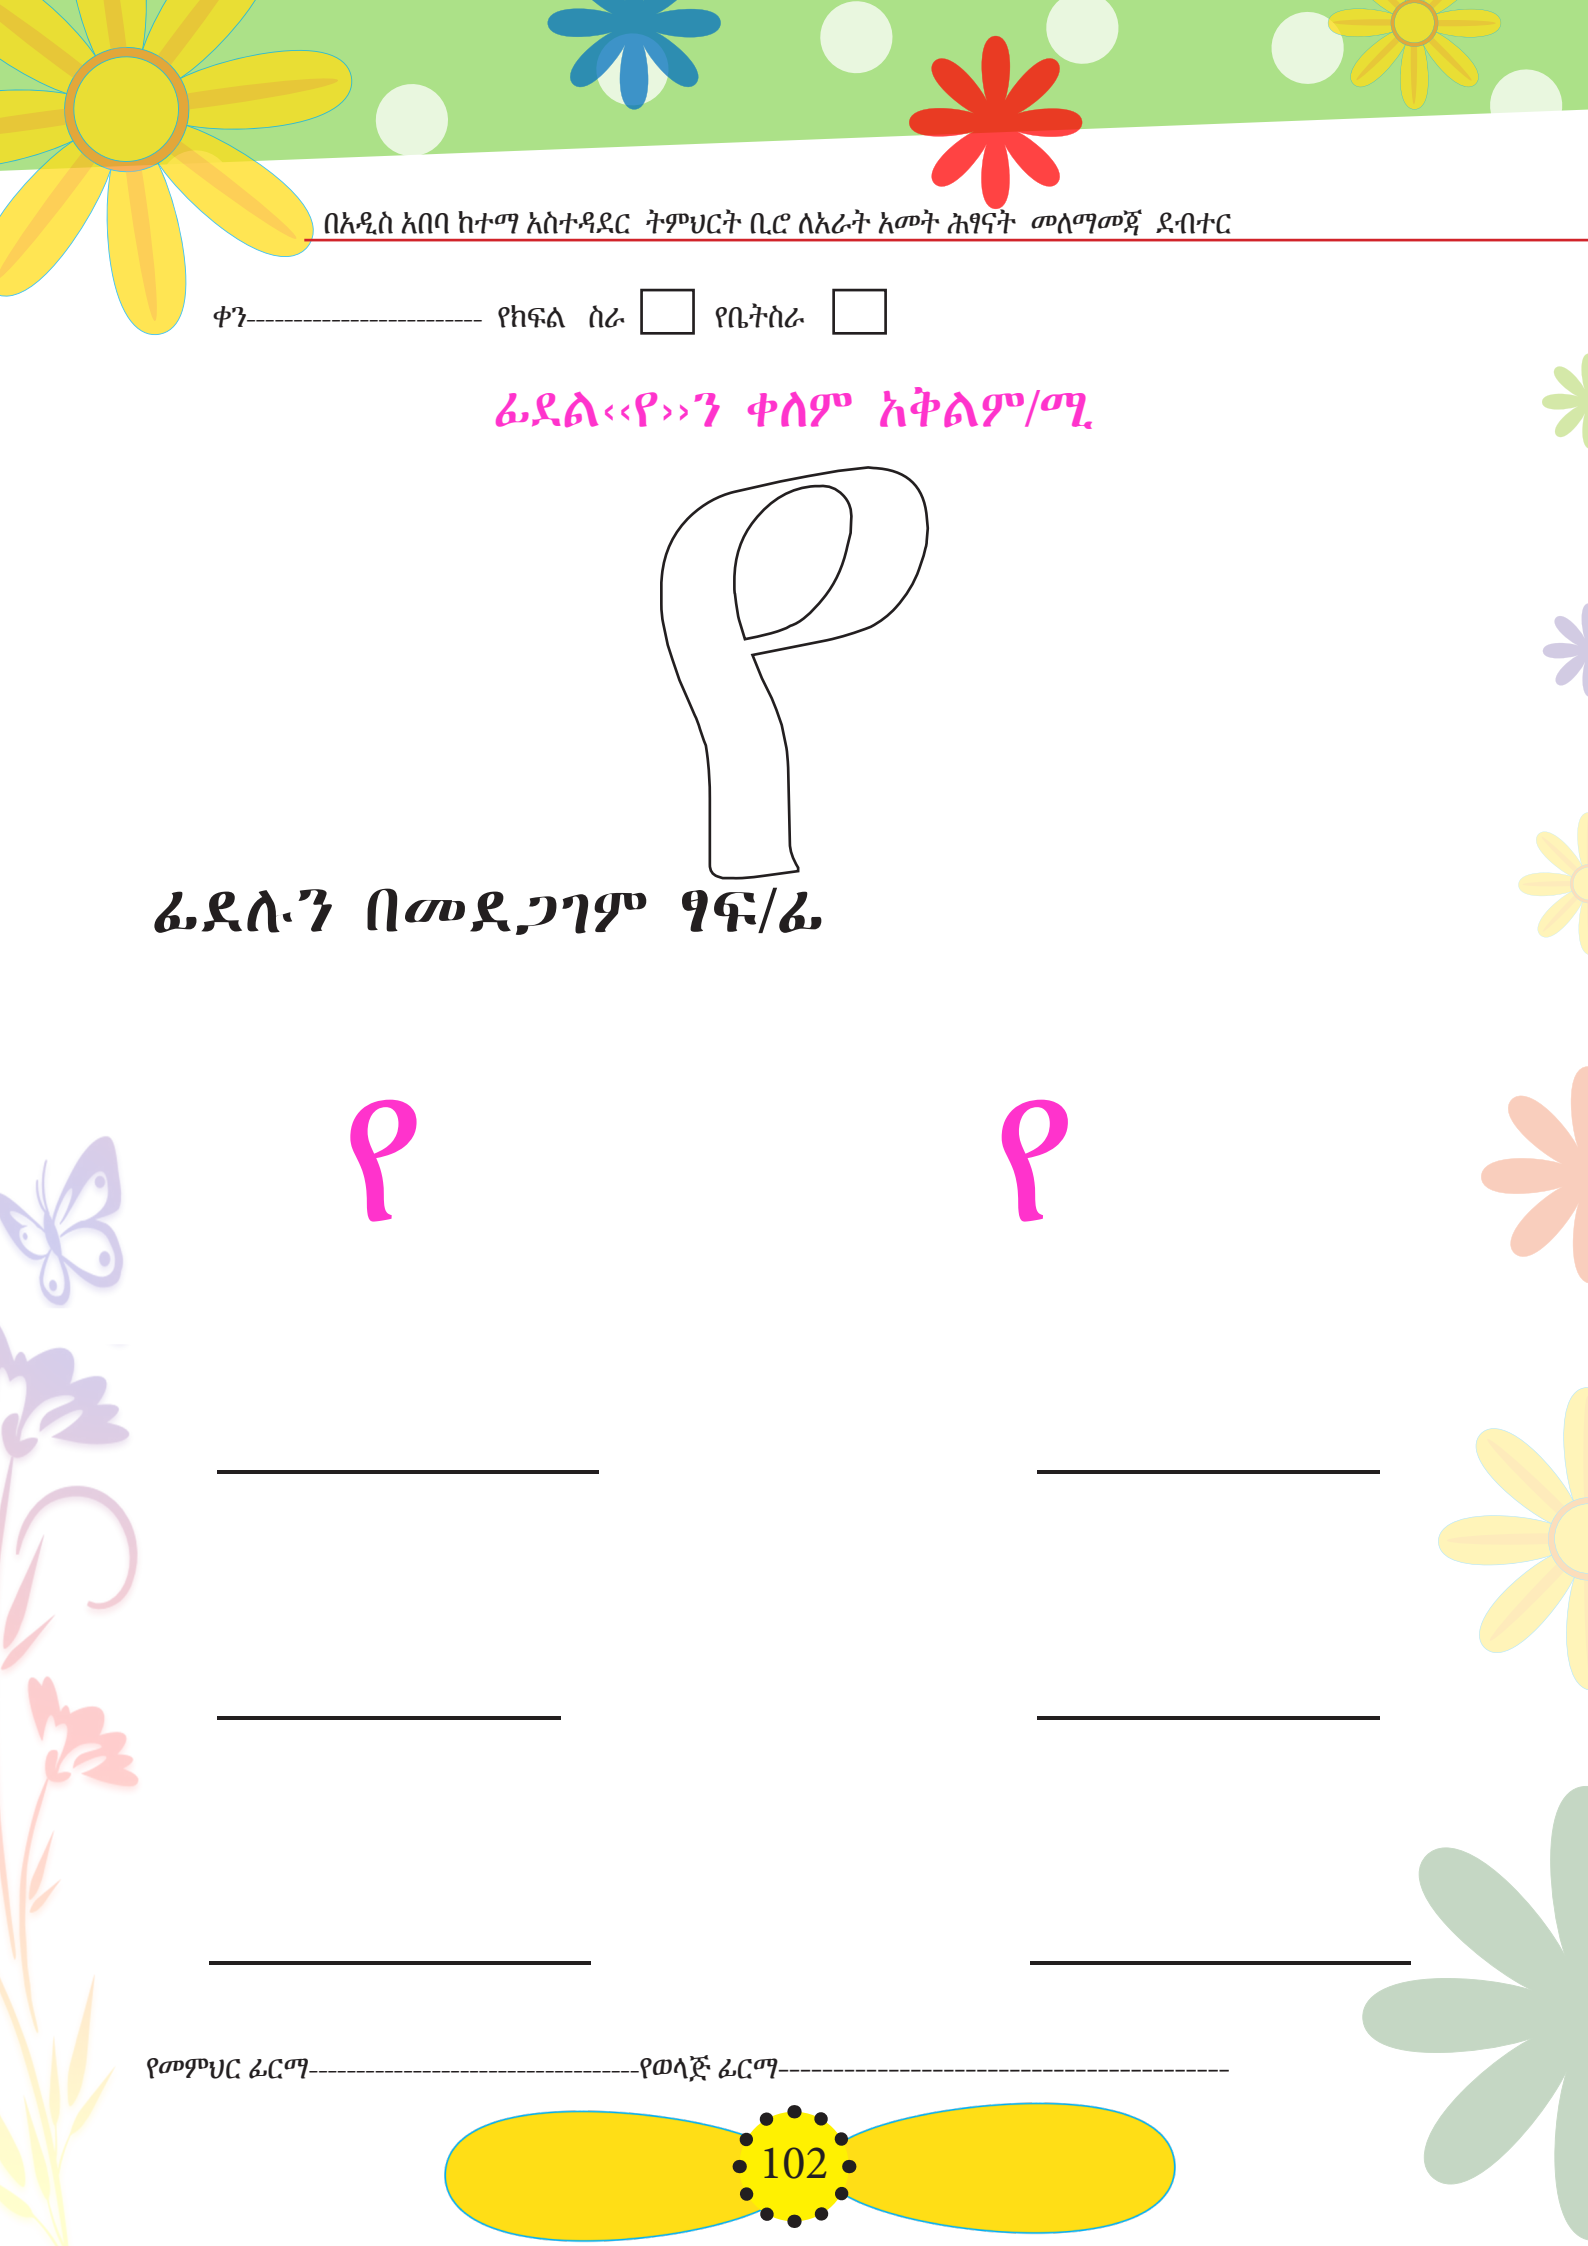 በአዲስ አበባ ከተማ አስተዳደር ትምህርት ቢሮ ለአራት አመት ሕፃናት መለማመጃ ደብተር
ቀን------------------------- የክፍል ስራ የቤትስራ
ፊደል‹‹የ››ን ቀለም አቅልም/ሚ
የ
ፊደሉን በመደጋገም ፃፍ/ፊ
የ የ
የመምህር ፊርማ-----------------------------------የወላጅ ፊርማ-----------------------------------------
102